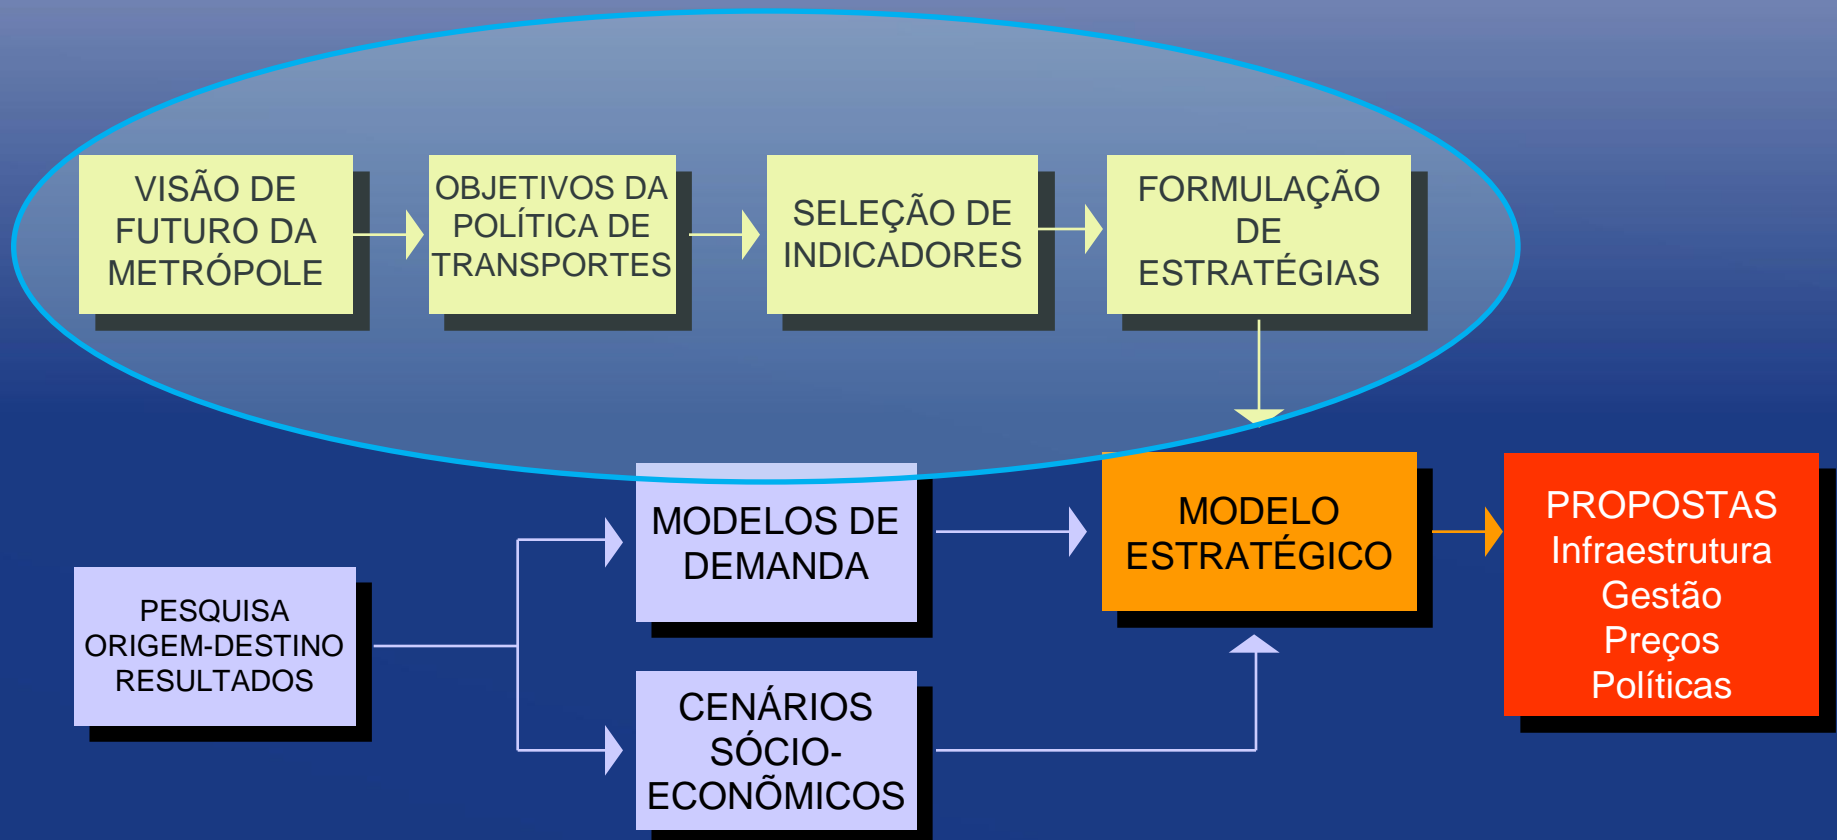 VISÃO DE
FUTURO DA
METRÓPOLE
OBJETIVOS DA
POLÍTICA DE
TRANSPORTES
SELEÇÃO DE
INDICADORES
FORMULAÇÃO
DE
ESTRATÉGIAS
PESQUISA
ORIGEM-DESTINO
RESULTADOS
MODELOS DE
DEMANDA
CENÁRIOS
SÓCIO-
ECONÕMICOS
MODELO
ESTRATÉGICO
PROPOSTAS
Infraestrutura
Gestão
Preços
Políticas